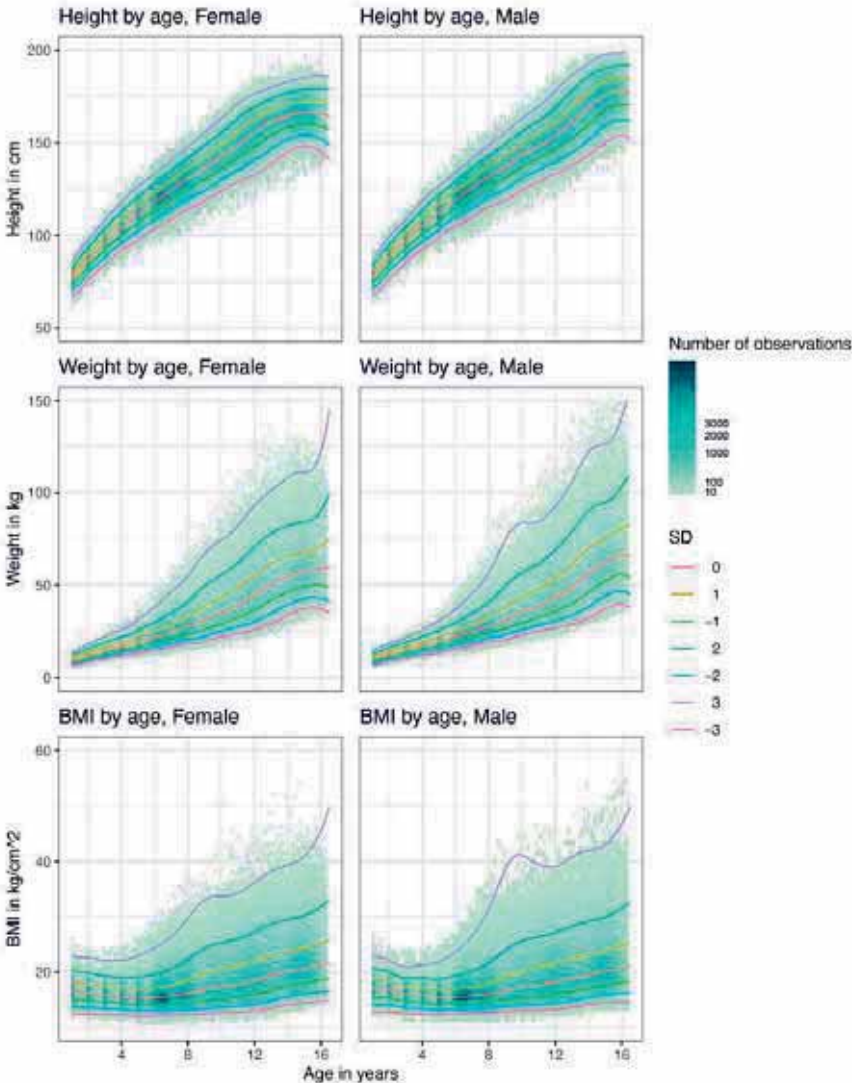 Height by age, Female
Height by age, Male
200
150
100
50
Height in cm
Weight by age, Female
Weight by age, Male
150
100
50
0
Weight in kg
BMI by age, Female
BMI by age, Male
60
40
20
BMI in kg/cm^2
4
8
12
16
4
8
12
16
Age in years
Number of observations
3000
2000
1000
100
10
SD
0
1
-1
2
-2
3
-3